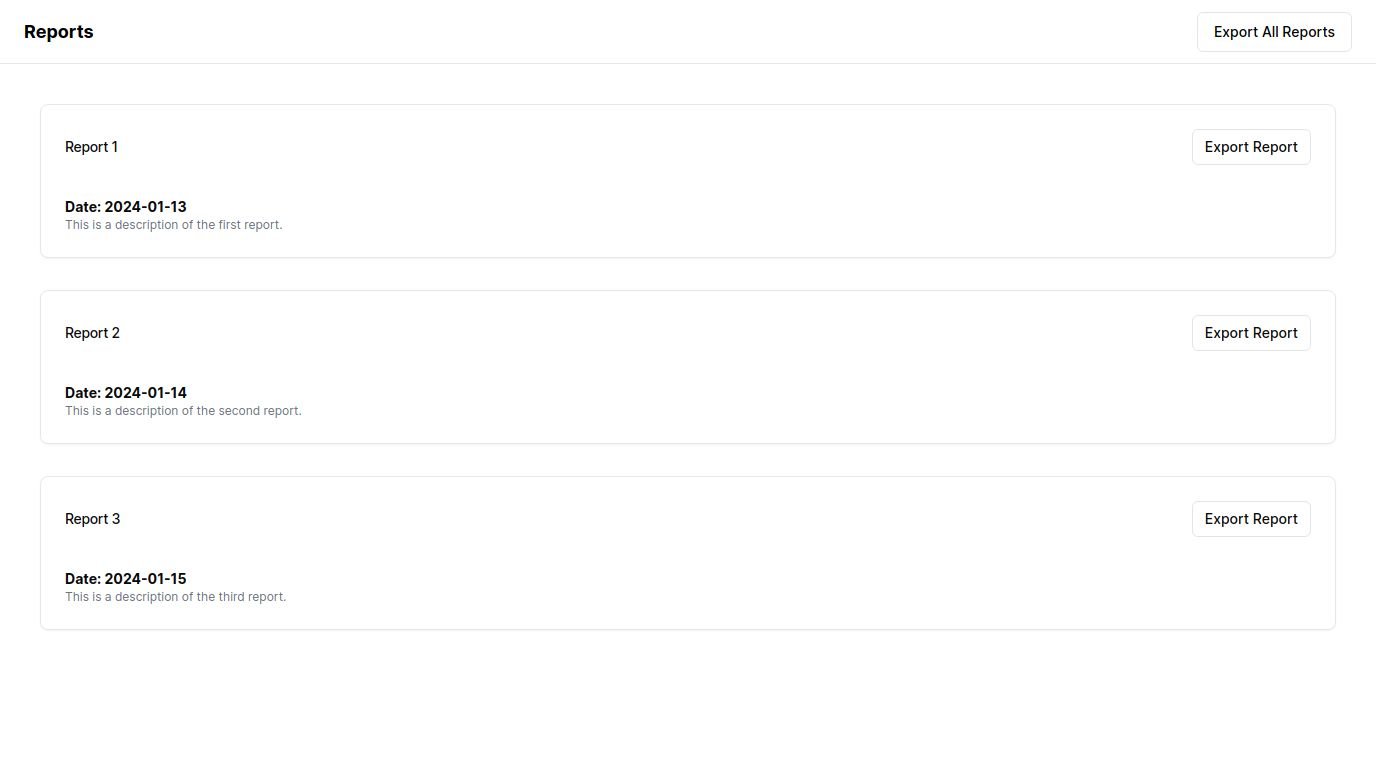 Reports
Export All Reports
Report 1
Export Report
Date: 2024-01-13
This is a description of the first report.
Report 2
Export Report
Date: 2024-01-14
This is a description of the second report.
Report 3
Export Report
Date: 2024-01-15
This is a description of the third report.